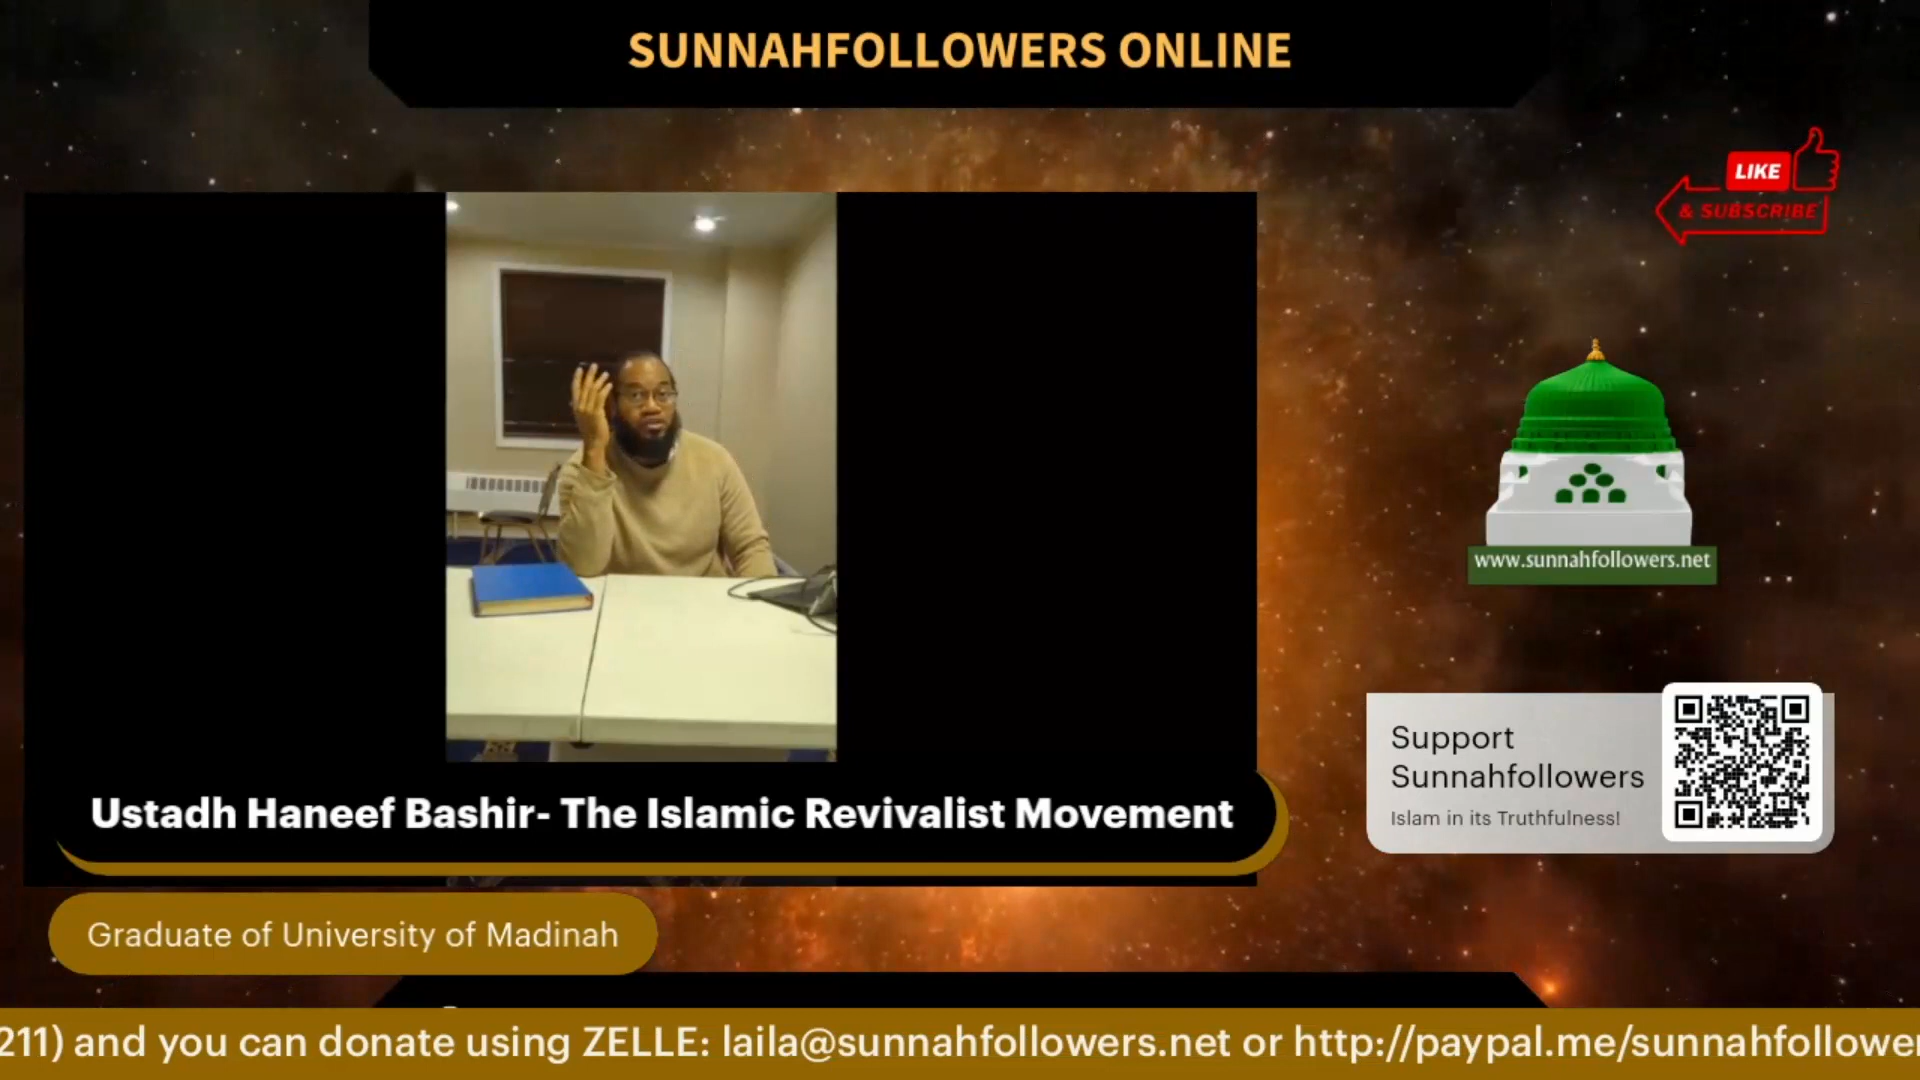 SUNNAHFOLLOWERS ONLINE
LIKE
& SUBSCRIBE
www.sunnahfollowers.net
Support
Sunnahfollowers
Islam in its Truthfulness!
Ustadh Haneef Bashir- The Islamic Revivalist Movement
Graduate of University of Madinah
211) and you can donate using ZELLE: laila@sunnahfollowers.net or http://paypal.me/sunnahfollower